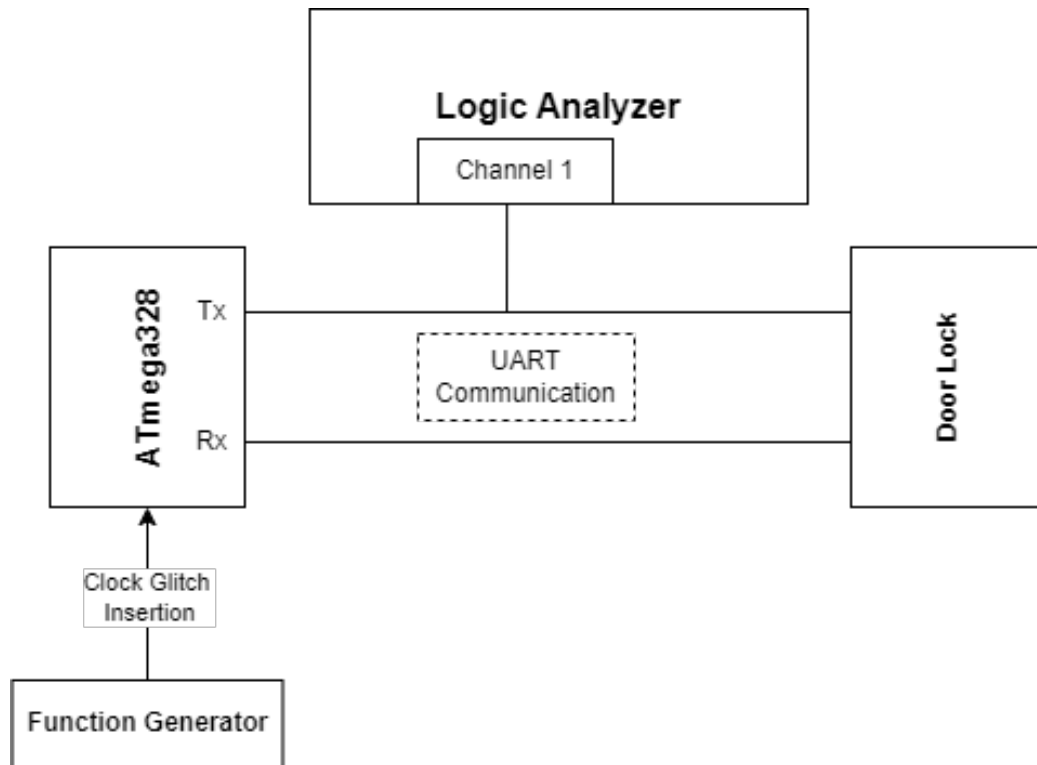 Logic Analyzer
Channel 1
ATmega328
Tx
Rx
UART
Communication
Door Lock
Clock Glitch
Insertion
Function Generator